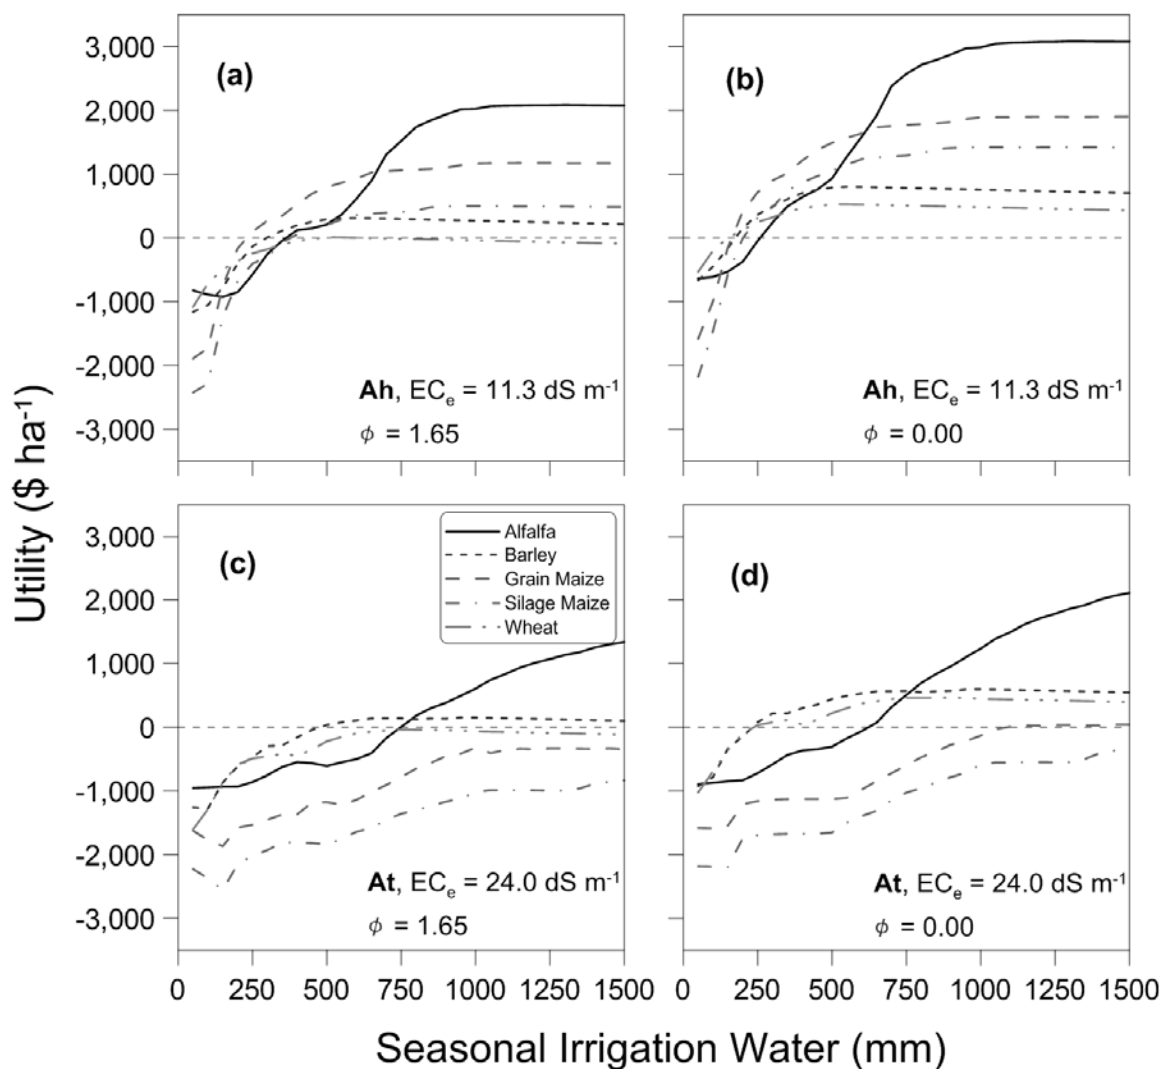 Utility ($ ha⁻¹)
3,000
2,000
1,000
0
-1,000
-2,000
-3,000
(a)
Ah, ECₑ = 11.3 dS m⁻¹
ϕ = 1.65
(b)
Ah, ECₑ = 11.3 dS m⁻¹
ϕ = 0.00
3,000
2,000
1,000
0
-1,000
-2,000
-3,000
(c)
Alfalfa
Barley
Grain Maize
Silage Maize
Wheat
At, ECₑ = 24.0 dS m⁻¹
ϕ = 1.65
(d)
At, ECₑ = 24.0 dS m⁻¹
ϕ = 0.00
0 250 500 750 1000 1250 1500
0 250 500 750 1000 1250 1500
Seasonal Irrigation Water (mm)